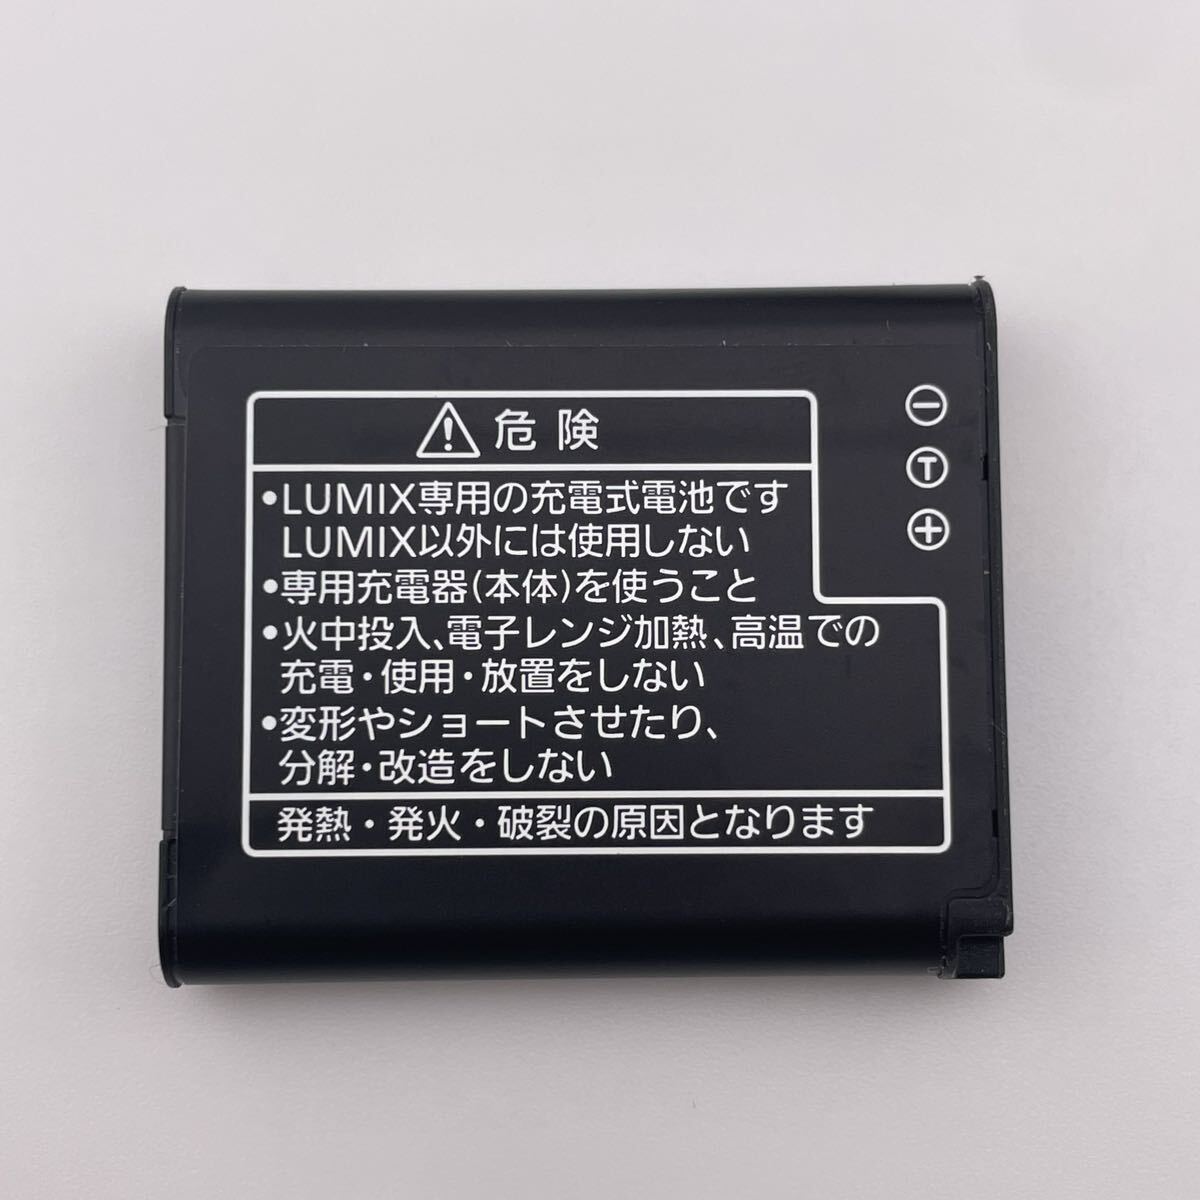 危険
•LUMIX専用の充電式電池です
LUMIX以外には使用しない
•専用充電器(本体)を使うこと
•火中投入、電子レンジ加熱、高温での
充電・使用・放置をしない
•変形やショートさせたり、
分解・改造をしない
発熱・発火・破裂の原因となります
−
T
+